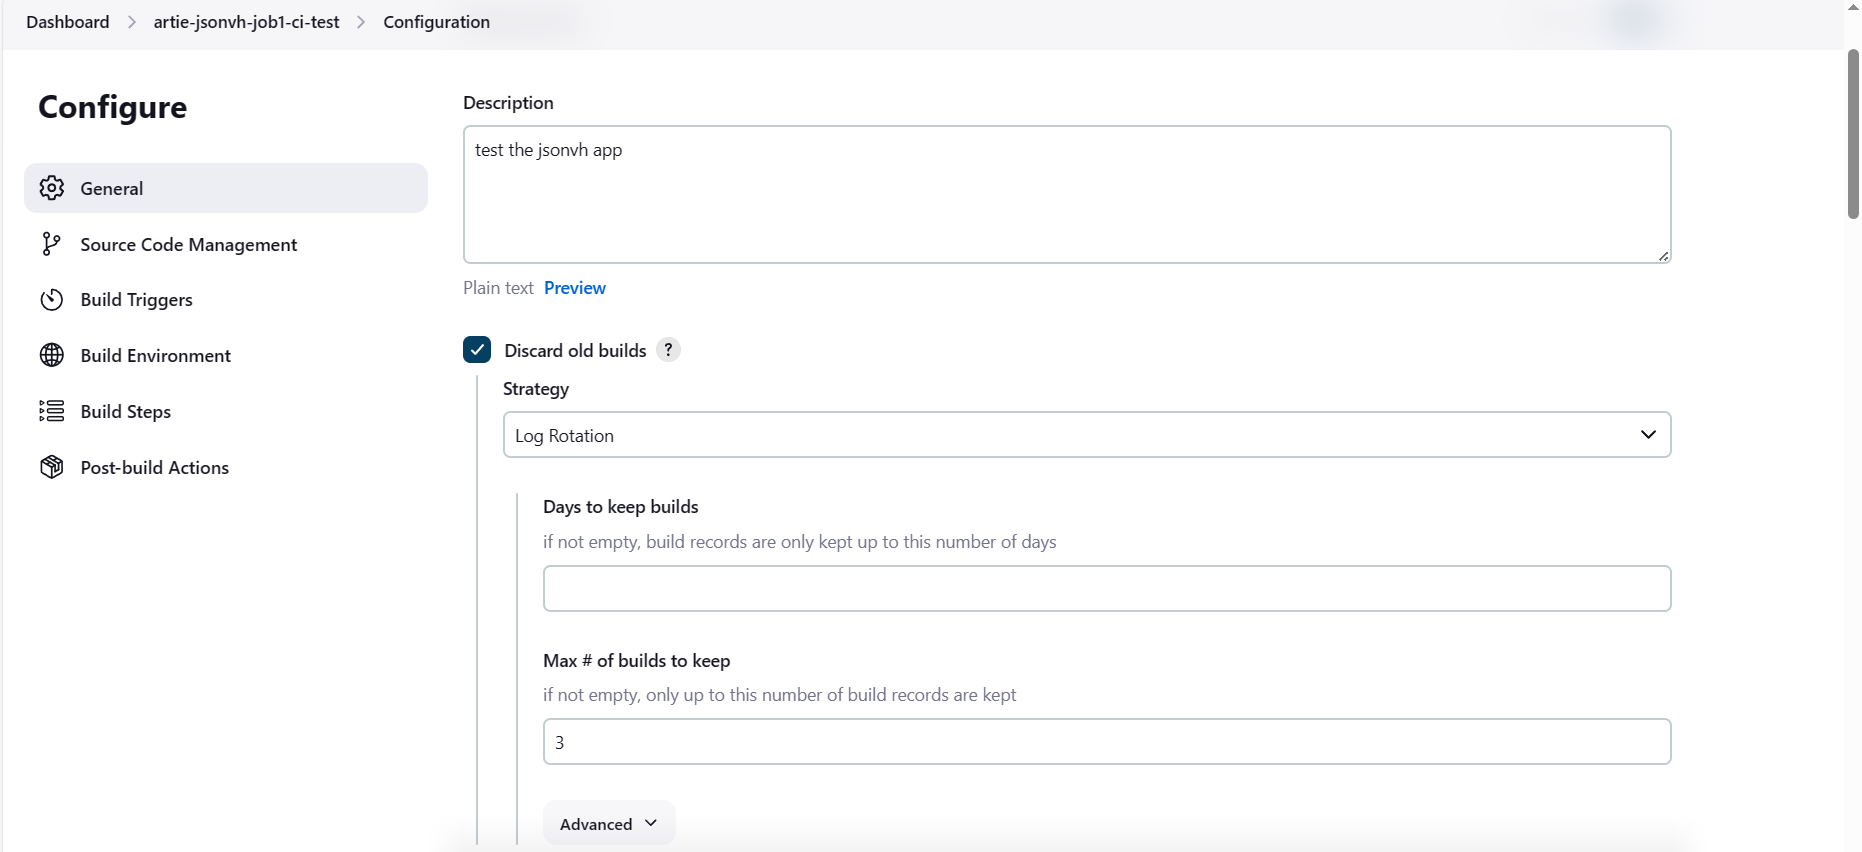 Dashboard > artie-jsonvh-job1-ci-test > Configuration
Configure
General
Source Code Management
Build Triggers
Build Environment
Build Steps
Post-build Actions
Description
test the jsonvh app
Plain text Preview
Discard old builds ?
Strategy
Log Rotation
Days to keep builds
if not empty, build records are only kept up to this number of days
Max # of builds to keep
if not empty, only up to this number of build records are kept
3
Advanced